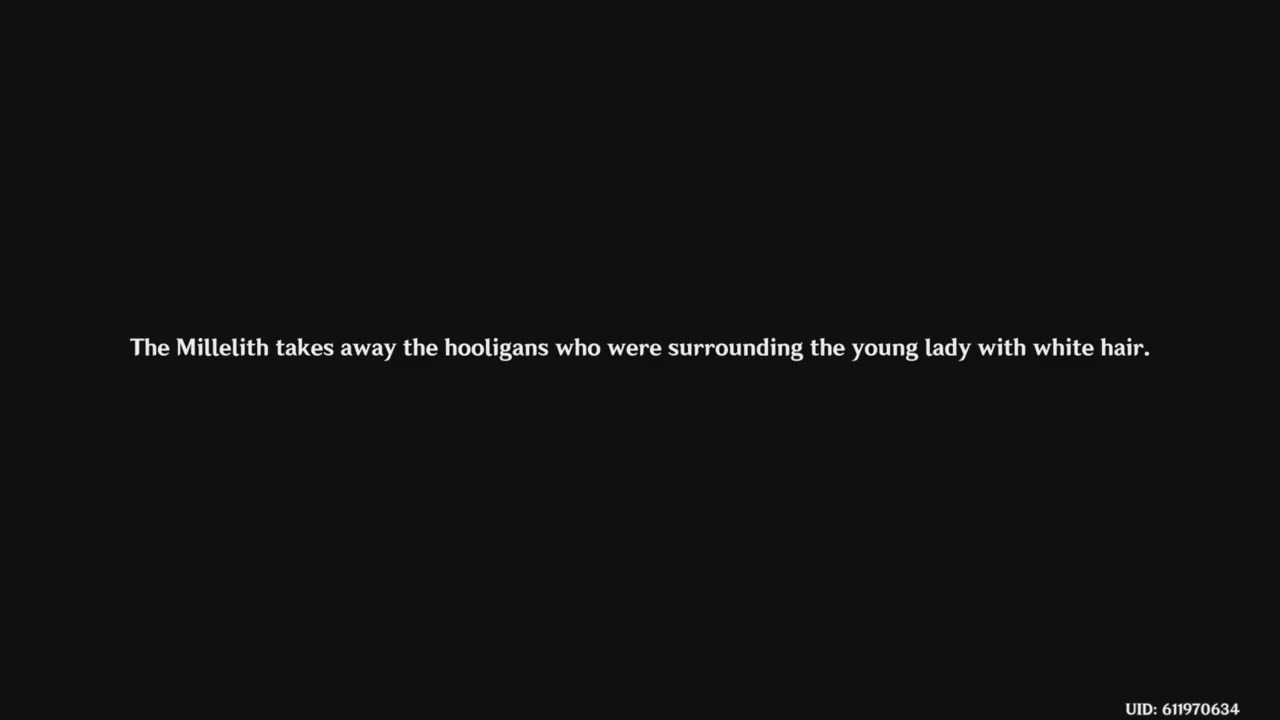 The Millelith takes away the hooligans who were surrounding the young lady with white hair.
UID: 611970634